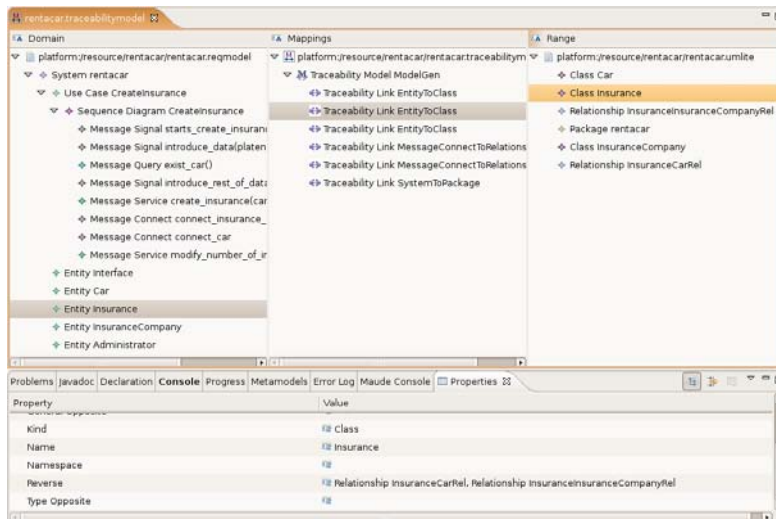 rentacar.traceabilitymodel
Domain
platform:/resource/rentacar/rentacar.reqmodel
System rentacar
Use Case CreateInsurance
Sequence Diagram CreateInsurance
Message Signal starts_create_insuran
Message Signal introduce_data(platen
Message Query exist_car()
Message Signal introduce_rest_of_data
Message Service create_insurance(car
Message Connect connect_insurance_
Message Connect connect_car
Message Service modify_number_of_ir
Entity Interface
Entity Car
Entity Insurance
Entity InsuranceCompany
Entity Administrator
Mappings
platform:/resource/rentacar/rentacar.traceabilitym
Traceability Model ModelGen
Traceability Link EntityToClass
Traceability Link EntityToClass
Traceability Link EntityToClass
Traceability Link MessageConnectToRelations
Traceability Link MessageConnectToRelations
Traceability Link SystemToPackage
Range
platform:/resource/rentacar/rentacar.umlite
Class Car
Class Insurance
Relationship InsuranceInsuranceCompanyRel
Package rentacar
Class InsuranceCompany
Relationship InsuranceCarRel
Problems Javadoc Declaration Console Progress Metamodels Error Log Maude Console Properties
Property Value
Kind Class
Name Insurance
Namespace
Reverse Relationship InsuranceCarRel, Relationship InsuranceInsuranceCompanyRel
Type Opposite